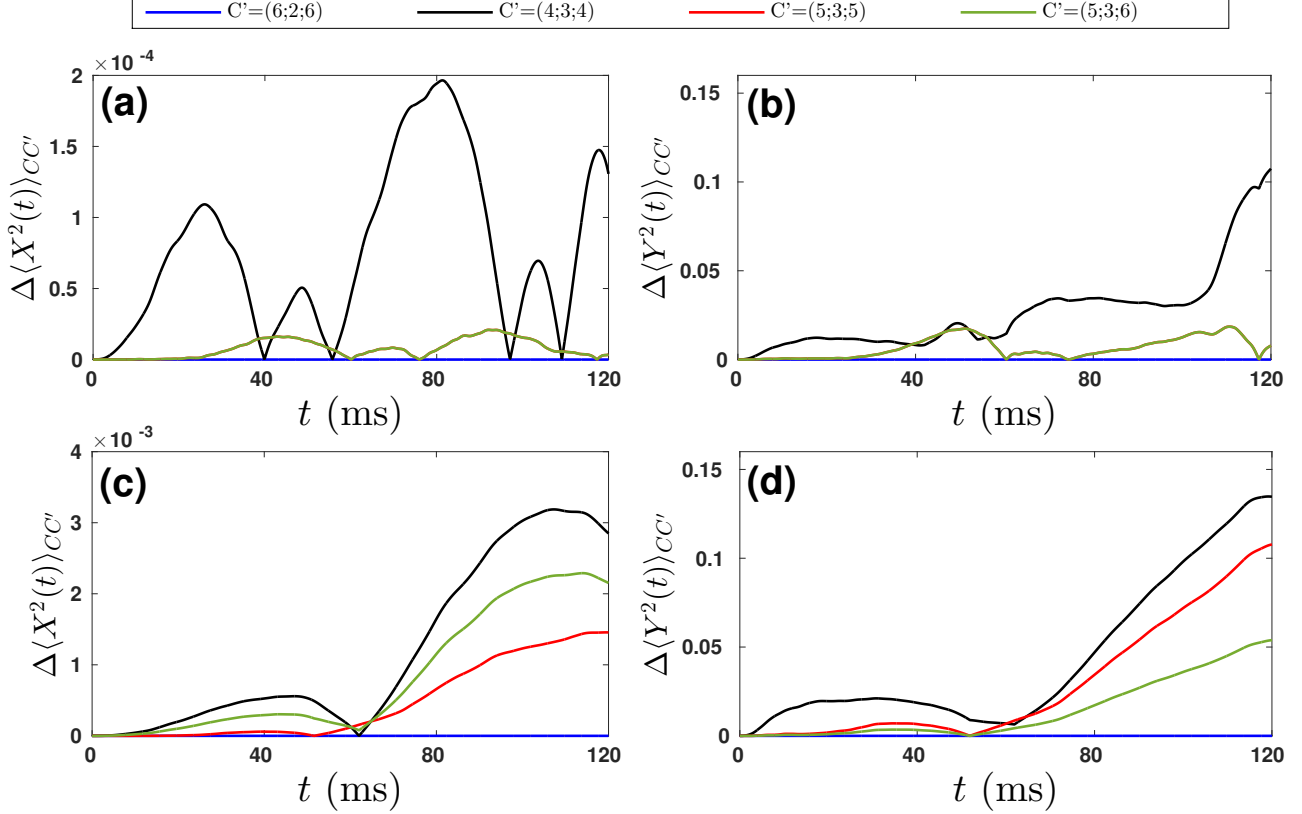 C'=(6;2;6) C'=(4;3;4) C'=(5;3;5) C'=(5;3;6)
× 10 -4
(a)
2
1.5
1
0.5
0
Δ⟨X²(t)⟩CC'
0 40 80 120
t (ms)
(b)
0.15
0.1
0.05
0
Δ⟨Y²(t)⟩CC'
0 40 80 120
t (ms)
× 10 -3
(c)
4
3
2
1
0
Δ⟨X²(t)⟩CC'
0 40 80 120
t (ms)
(d)
0.15
0.1
0.05
0
Δ⟨Y²(t)⟩CC'
0 40 80 120
t (ms)